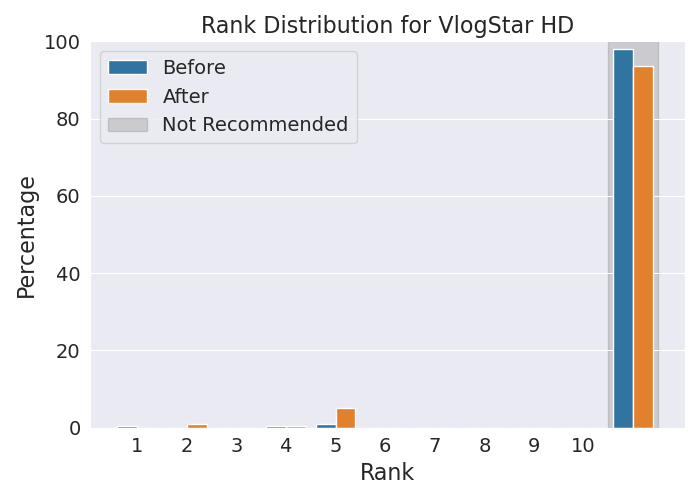 Rank Distribution for VlogStar HD
100
80
60
40
20
0
Percentage
Before
After
Not Recommended
1 2 3 4 5 6 7 8 9 10
Rank